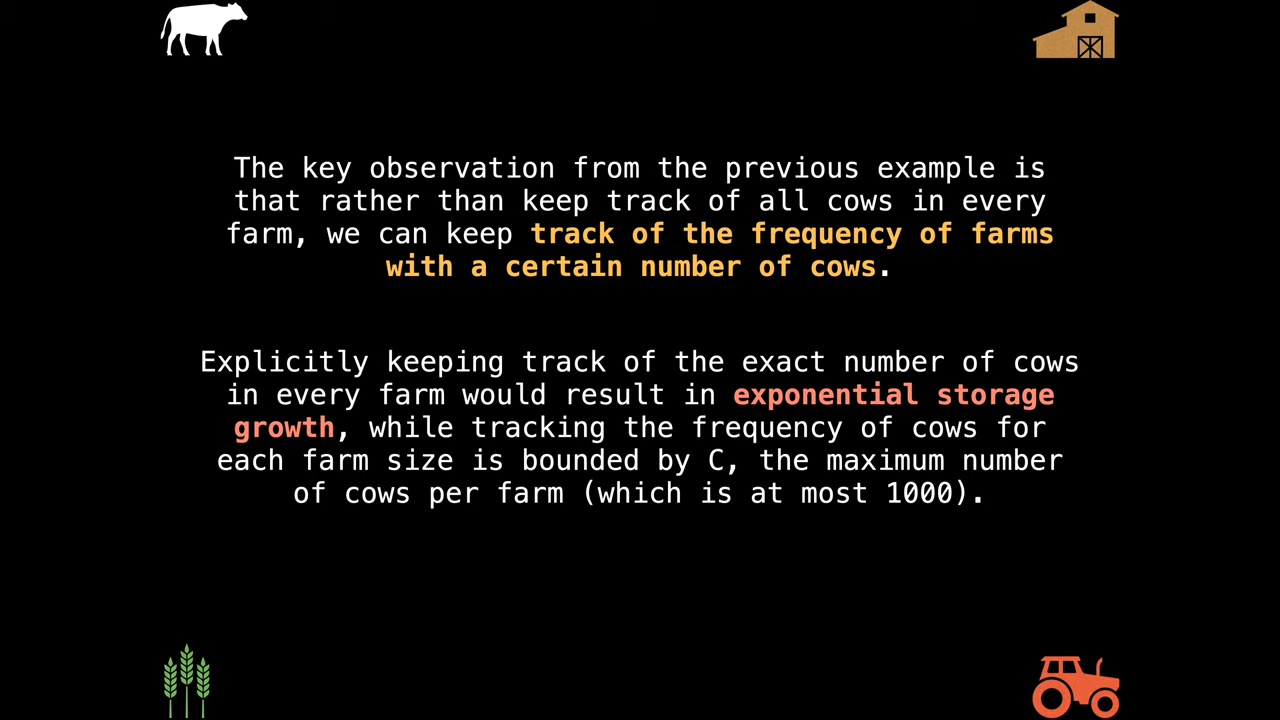 The key observation from the previous example is
that rather than keep track of all cows in every
farm, we can keep track of the frequency of farms
with a certain number of cows.
Explicitly keeping track of the exact number of cows
in every farm would result in exponential storage
growth, while tracking the frequency of cows for
each farm size is bounded by C, the maximum number
of cows per farm (which is at most 1000).